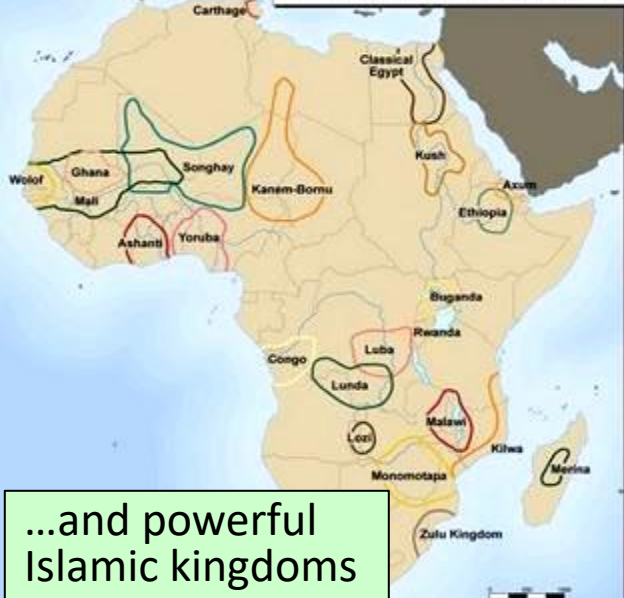 Carthage
Classical
Egypt
Wolof
Ghana
Songhay
Kush
Mali
Kanem-Bornu
Axum
Ethiopia
Ashanti
Yoruba
Buganda
Rwanda
Congo
Luba
Lunda
Malawi
Lozi
Kilwa
Monomotapa
Merina
Zulu Kingdom
...and powerful
Islamic kingdoms